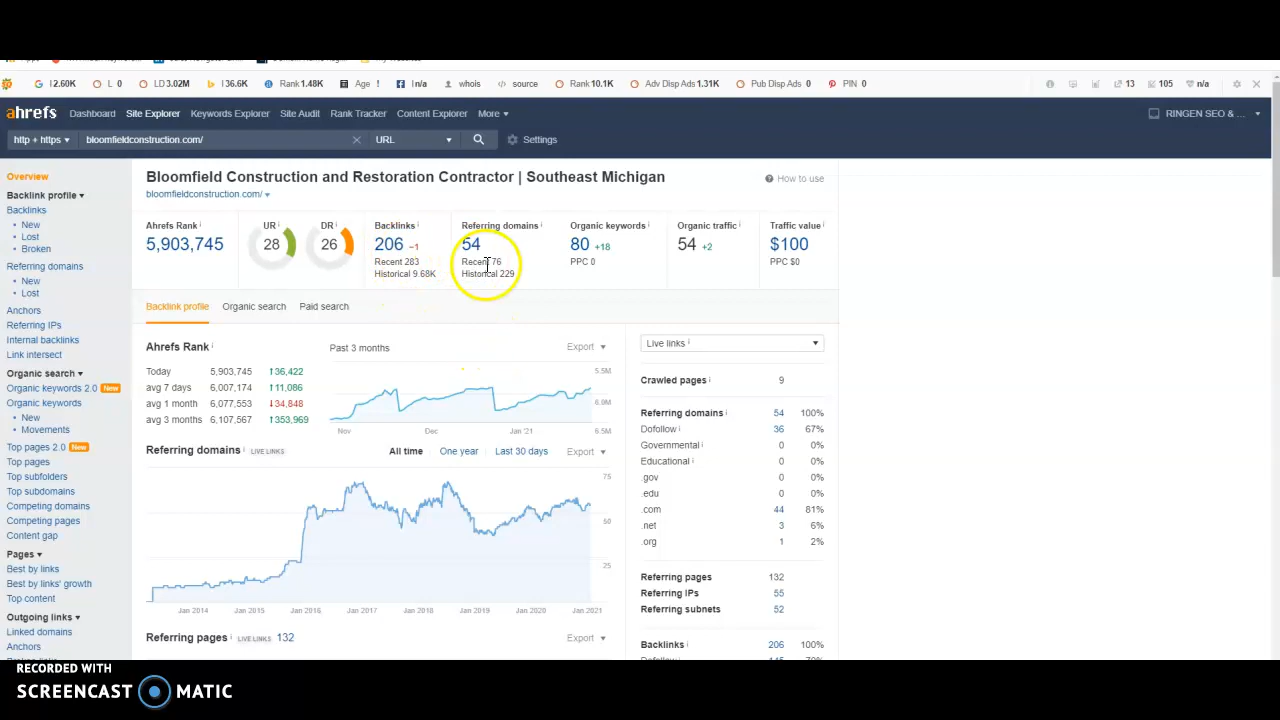 I 2.60K L 0 LD 3.02M I 36.6K Rank 1.48K Age ! I n/a whois source Rank 10.1K Adv Disp Ads 1.31K Pub Disp Ads 0 PIN 0 13 105 n/a
ahrefs Dashboard Site Explorer Keywords Explorer Site Audit Rank Tracker Content Explorer More RINGEN SEO & ...
http + https bloomfieldconstruction.com/ URL Settings
Overview
Backlink profile
Backlinks
New
Lost
Broken
Referring domains
New
Lost
Anchors
Referring IPs
Internal backlinks
Link intersect
Organic search
Organic keywords 2.0 New
Organic keywords
New
Movements
Top pages 2.0 New
Top pages
Top subfolders
Top subdomains
Competing domains
Competing pages
Content gap
Pages
Best by links
Best by links' growth
Top content
Outgoing links
Linked domains
Anchors
Bloomfield Construction and Restoration Contractor | Southeast Michigan
How to use
bloomfieldconstruction.com/
Ahrefs Rank
5,903,745
UR
28
DR
26
Backlinks
206 −1
Recent 283
Historical 9.68K
Referring domains
54
Recent 76
Historical 229
Organic keywords
80 +18
PPC 0
Organic traffic
54 +2
Traffic value
$100
PPC $0
Backlink profile Organic search Paid search
Ahrefs Rank
Past 3 months
Export
Today 5,903,745 ↑36,422
avg 7 days 6,007,174 ↑11,086
avg 1 month 6,077,553 ↓34,848
avg 3 months 6,107,567 ↑353,969
5.5M
6.0M
6.5M
Nov Dec Jan '21
Referring domains LIVE LINKS
All time One year Last 30 days Export
75
50
25
Jan 2014 Jan 2015 Jan 2016 Jan 2017 Jan 2018 Jan 2019 Jan 2020 Jan 2021
Referring pages LIVE LINKS 132
Export
Live links
Crawled pages 9
Referring domains 54 100%
Dofollow 36 67%
Governmental 0 0%
Educational 0 0%
.gov 0 0%
.edu 0 0%
.com 44 81%
.net 3 6%
.org 1 2%
Referring pages 132
Referring IPs 55
Referring subnets 52
Backlinks 206 100%
RECORDED WITH
SCREENCAST MATIC